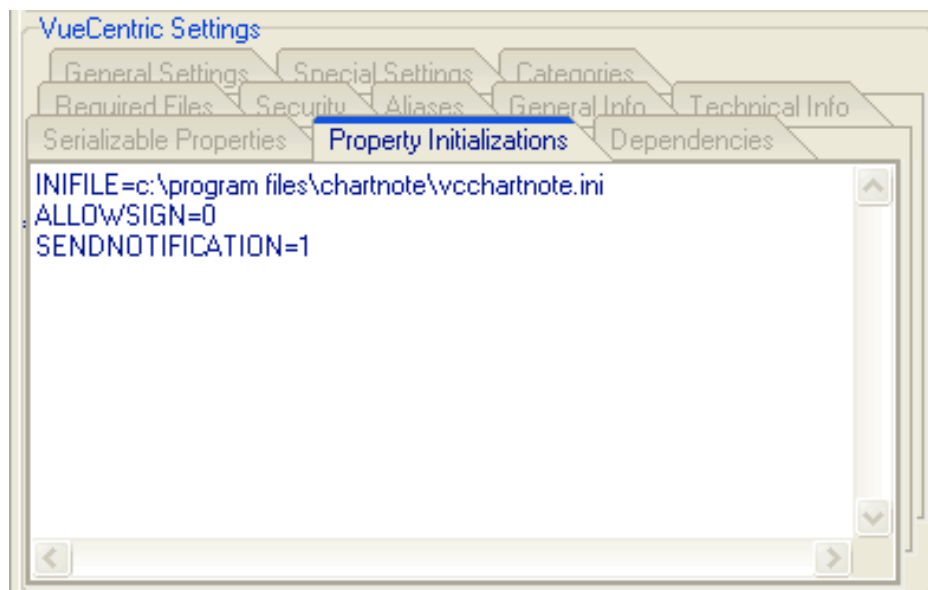 VueCentric Settings
General Settings Special Settings Categories
Required Files Security Aliases General Info Technical Info
Serializable Properties Property Initializations Dependencies
INIFILE=c:\program files\chartnote\vcchartnote.ini
ALLOWSIGN=0
SENDNOTIFICATION=1